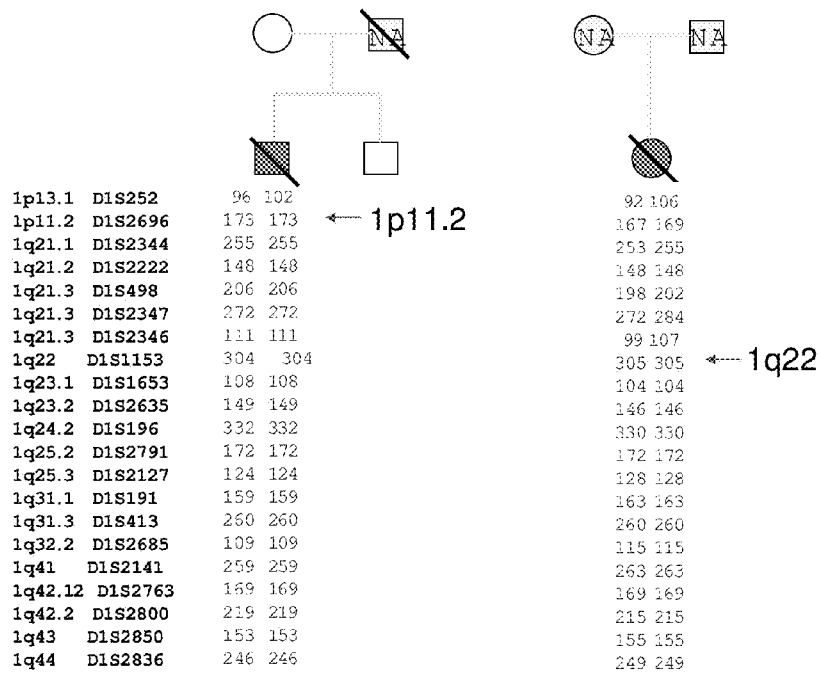 NA NA NA
1p13.1 D1S252 96 102 92 106
1p11.2 D1S2696 173 173 1p11.2 167 169
1q21.1 D1S2344 255 255 253 255
1q21.2 D1S2222 148 148 148 148
1q21.3 D1S498 206 206 198 202
1q21.3 D1S2347 272 272 272 284
1q21.3 D1S2346 111 111 99 107
1q22 D1S1153 304 304 305 305 1q22
1q23.1 D1S1653 108 108 104 104
1q23.2 D1S2635 149 149 146 146
1q24.2 D1S196 332 332 330 330
1q25.2 D1S2791 172 172 172 172
1q25.3 D1S2127 124 124 128 128
1q31.1 D1S191 159 159 163 163
1q31.3 D1S413 260 260 260 260
1q32.2 D1S2685 109 109 115 115
1q41 D1S2141 259 259 263 263
1q42.12 D1S2763 169 169 169 169
1q42.2 D1S2800 219 219 215 215
1q43 D1S2850 153 153 155 155
1q44 D1S2836 246 246 249 249